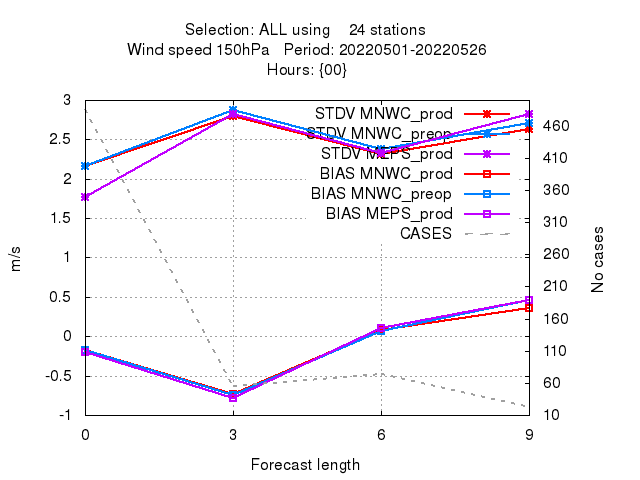 Selection: ALL using    24 stations
Wind speed 150hPa   Period: 20220501-20220526
Hours: {00}
STDV MNWC_prod
STDV MNWC_preop
STDV MEPS_prod
BIAS MNWC_prod
BIAS MNWC_preop
BIAS MEPS_prod
CASES
3
2.5
2
1.5
1
0.5
0
-0.5
-1
460
410
360
310
260
210
160
110
60
10
m/s
No cases
0 3 6 9
Forecast length